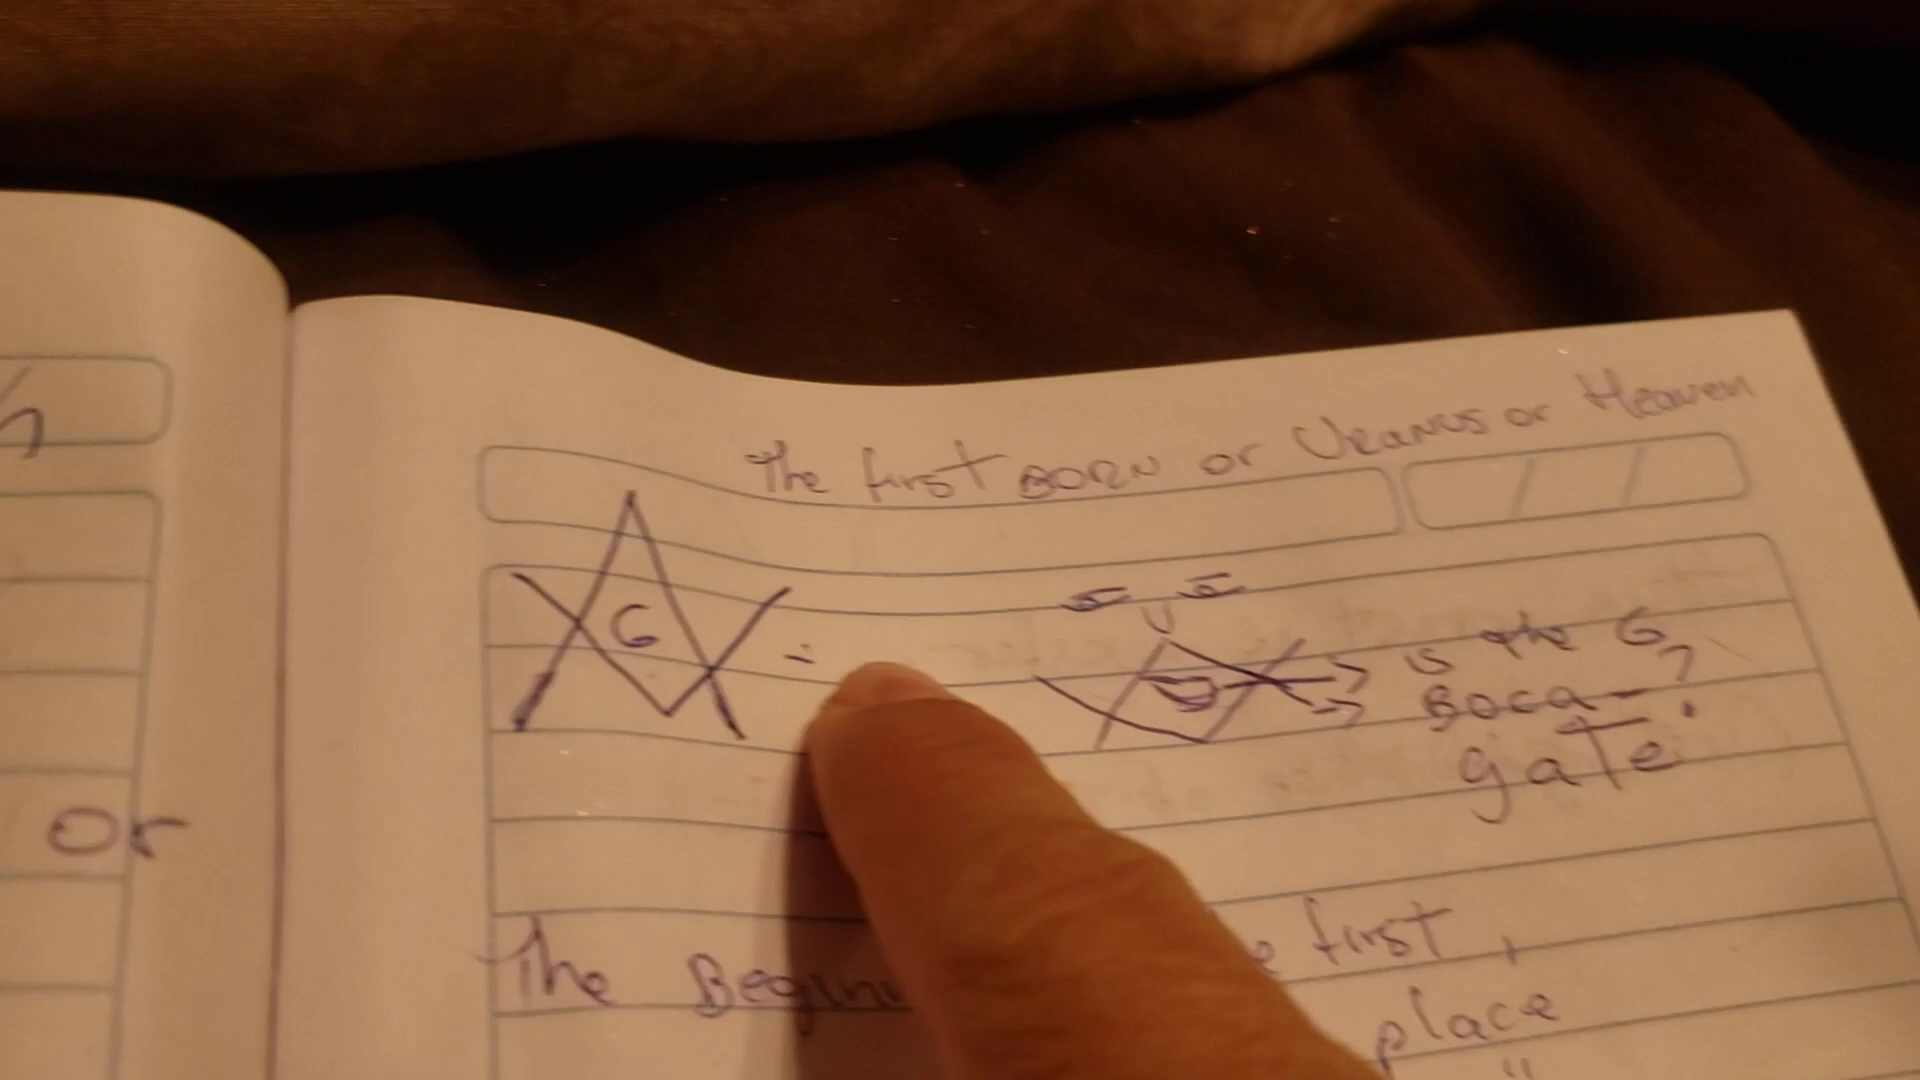 The first BORN or Uranus or Heaven
G =
is the G?
Boca -
gate.
or
The Begin
e first,
place